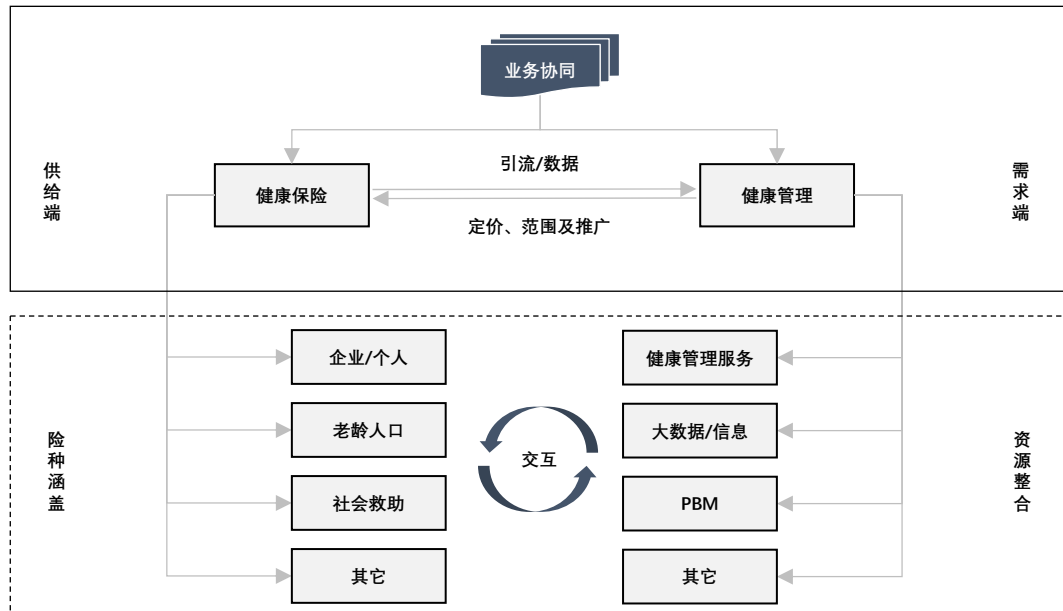 业务协同
供给端
引流/数据
健康保险
健康管理
定价、范围及推广
需求端
险种涵盖
企业/个人
老龄人口
社会救助
其它
交互
健康管理服务
大数据/信息
PBM
其它
资源整合